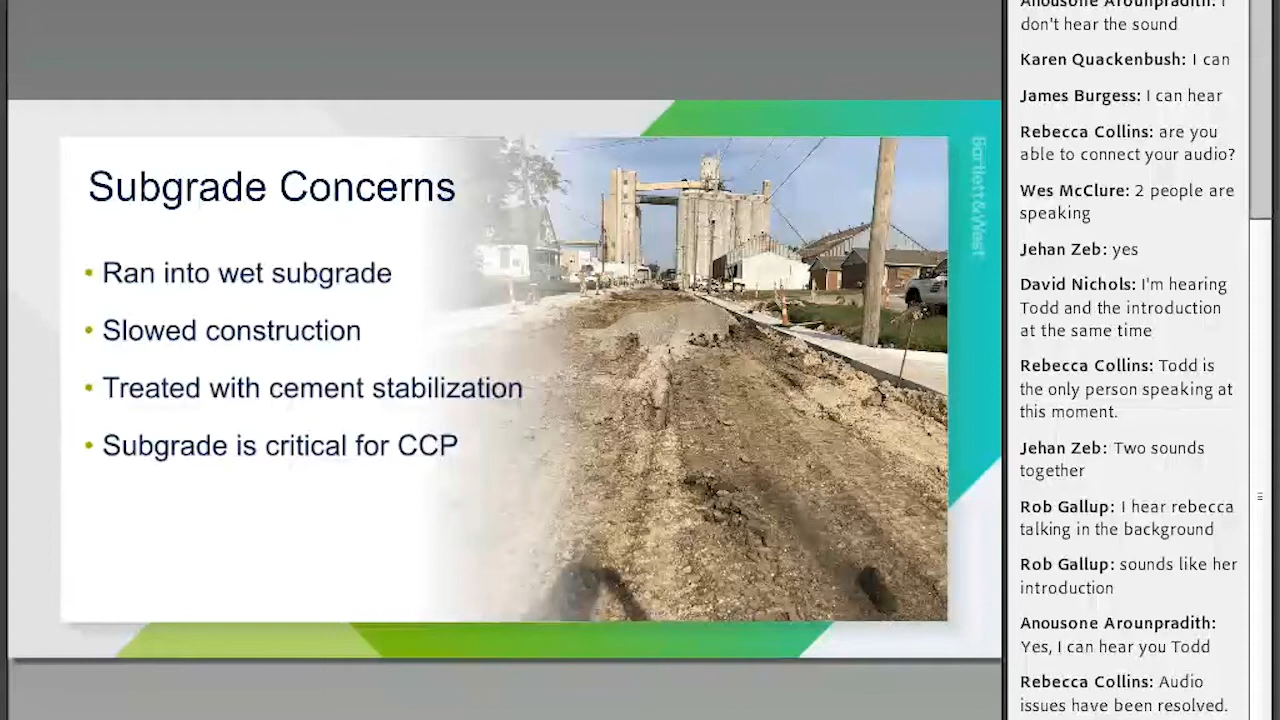 Subgrade Concerns
• Ran into wet subgrade
• Slowed construction
• Treated with cement stabilization
• Subgrade is critical for CCP
Bartlett&West
Anousone Arounpradith: I
don't hear the sound
Karen Quackenbush: I can
James Burgess: I can hear
Rebecca Collins: are you
able to connect your audio?
Wes McClure: 2 people are
speaking
Jehan Zeb: yes
David Nichols: I'm hearing
Todd and the introduction
at the same time
Rebecca Collins: Todd is
the only person speaking at
this moment.
Jehan Zeb: Two sounds
together
Rob Gallup: I hear rebecca
talking in the background
Rob Gallup: sounds like her
introduction
Anousone Arounpradith:
Yes, I can hear you Todd
Rebecca Collins: Audio
issues have been resolved.